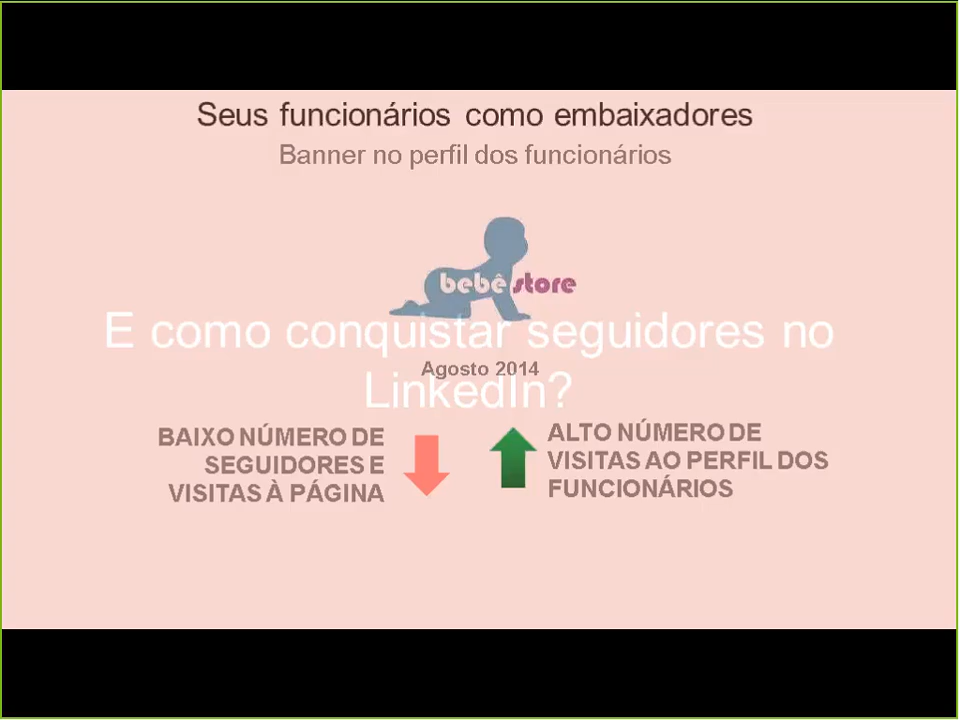 Seus funcionários como embaixadores
Banner no perfil dos funcionários
bebê store
E como conquistar seguidores no
Agosto 2014
LinkedIn?
BAIXO NÚMERO DE
SEGUIDORES E
VISITAS À PÁGINA
ALTO NÚMERO DE
VISITAS AO PERFIL DOS
FUNCIONÁRIOS